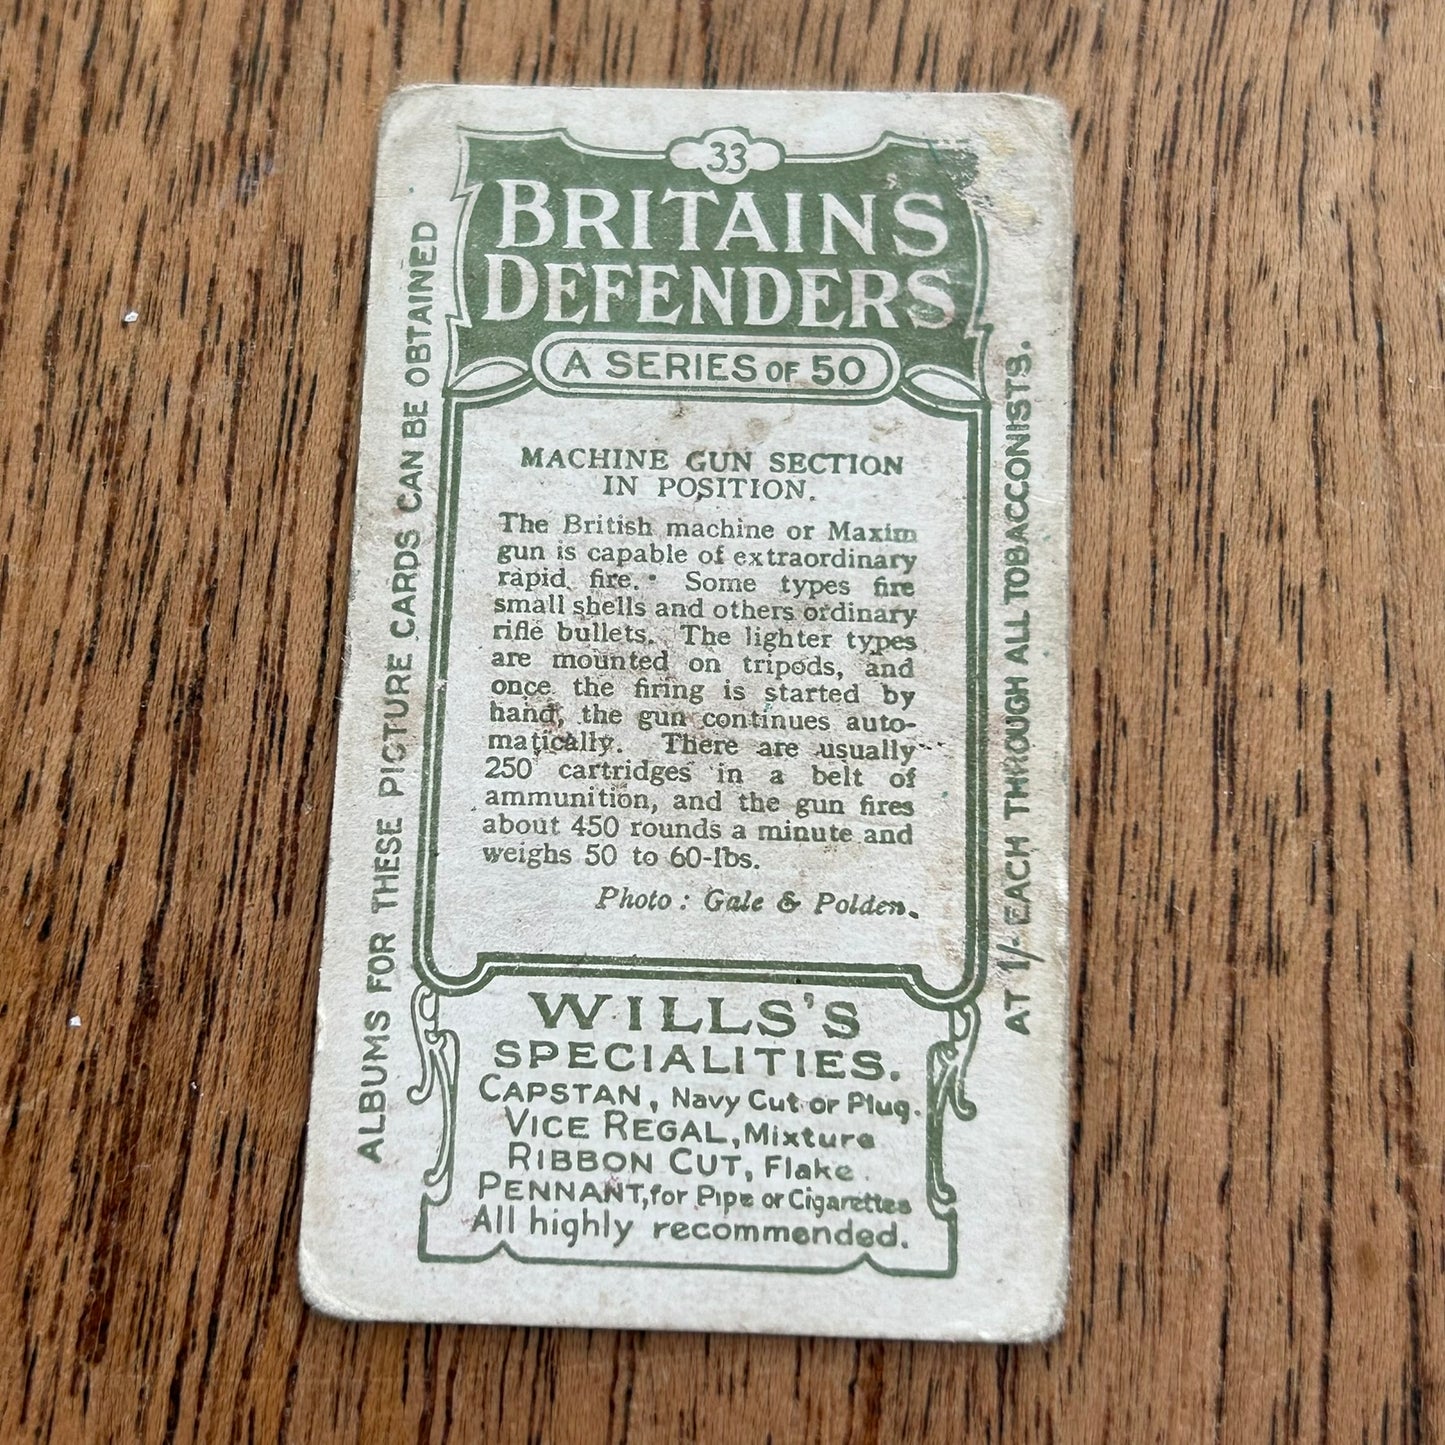 33
BRITAINS
DEFENDERS
A SERIES OF 50
MACHINE GUN SECTION
IN POSITION.
The British machine or Maxim
gun is capable of extraordinary
rapid fire. Some types fire
small shells and others ordinary
rifle bullets. The lighter types
are mounted on tripods, and
once the firing is started by
hand, the gun continues auto-
matically. There are usually
250 cartridges in a belt of
ammunition, and the gun fires
about 450 rounds a minute and
weighs 50 to 60-lbs.
Photo: Gale & Polden.
WILLS'S
SPECIALITIES.
CAPSTAN, Navy Cut or Plug.
VICE REGAL, Mixture
RIBBON CUT, Flake.
PENNANT, for Pipe or Cigarettes
All highly recommended.
ALBUMS FOR THESE PICTURE CARDS CAN BE OBTAINED
AT 1/- EACH THROUGH ALL TOBACCONISTS.